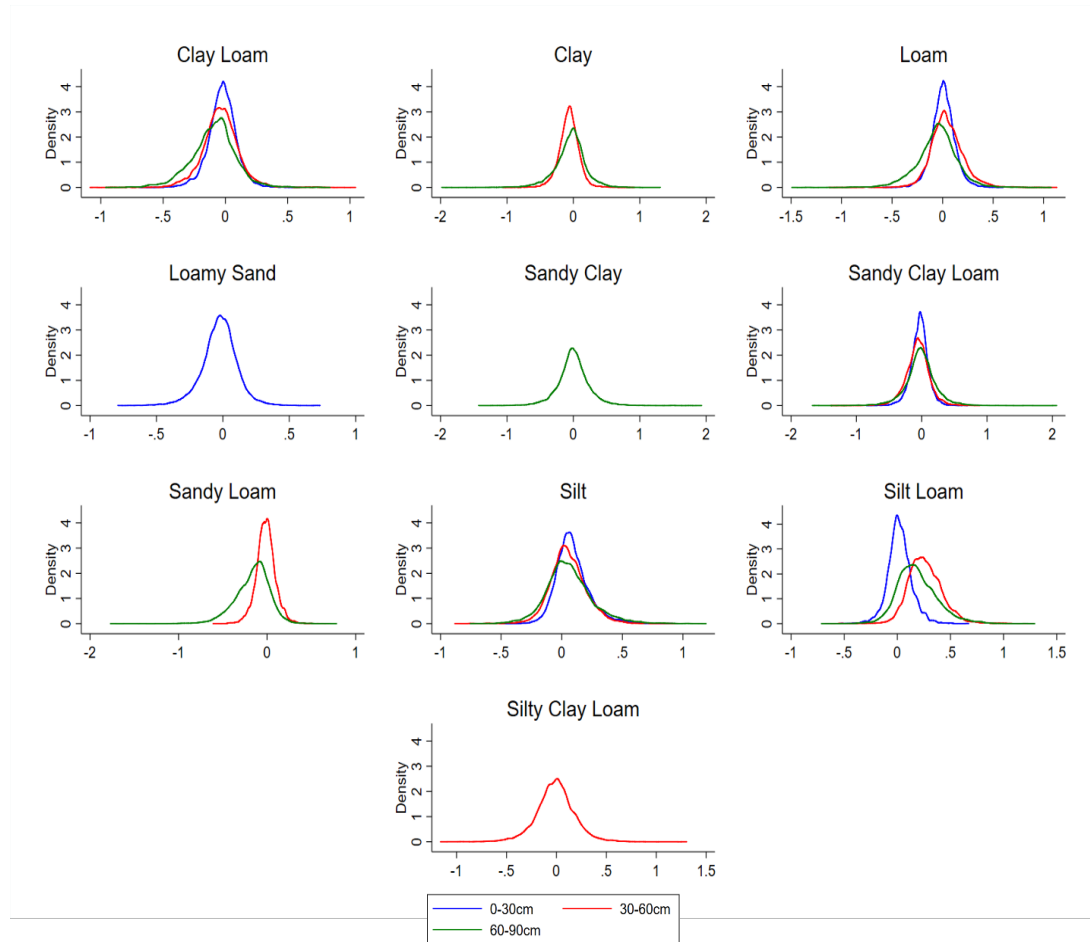 Clay Loam
Density
0 1 2 3 4
-1 -.5 0 .5 1
Clay
Density
0 1 2 3 4
-2 -1 0 1 2
Loam
Density
0 1 2 3 4
-1.5 -1 -.5 0 .5 1
Loamy Sand
Density
0 1 2 3 4
-1 -.5 0 .5 1
Sandy Clay
Density
0 1 2 3 4
-2 -1 0 1 2
Sandy Clay Loam
Density
0 1 2 3 4
-2 -1 0 1 2
Sandy Loam
Density
0 1 2 3 4
-2 -1 0 1
Silt
Density
0 1 2 3 4
-1 -.5 0 .5 1
Silt Loam
Density
0 1 2 3 4
-1 -.5 0 .5 1 1.5
Silty Clay Loam
Density
0 1 2 3 4
-1 -.5 0 .5 1 1.5
0-30cm 30-60cm
60-90cm